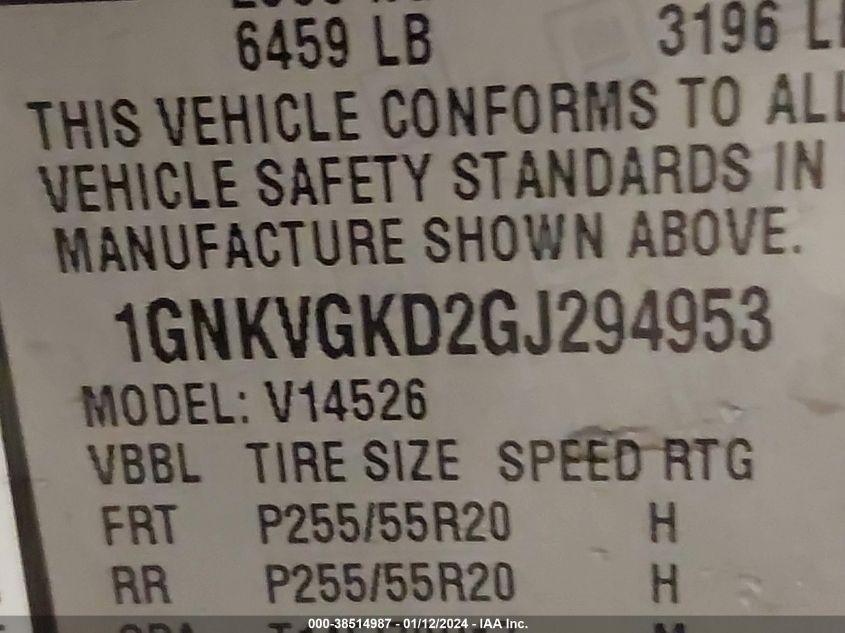 6459 LB 3196
THIS VEHICLE CONFORMS TO ALL
VEHICLE SAFETY STANDARDS IN
MANUFACTURE SHOWN ABOVE.
1GNKVGKD2GJ294953
MODEL: V14526
VBBL TIRE SIZE SPEED RTG
FRT P255/55R20 H
RR P255/55R20 H
000-38514987 - 01/12/2024 - IAA Inc.